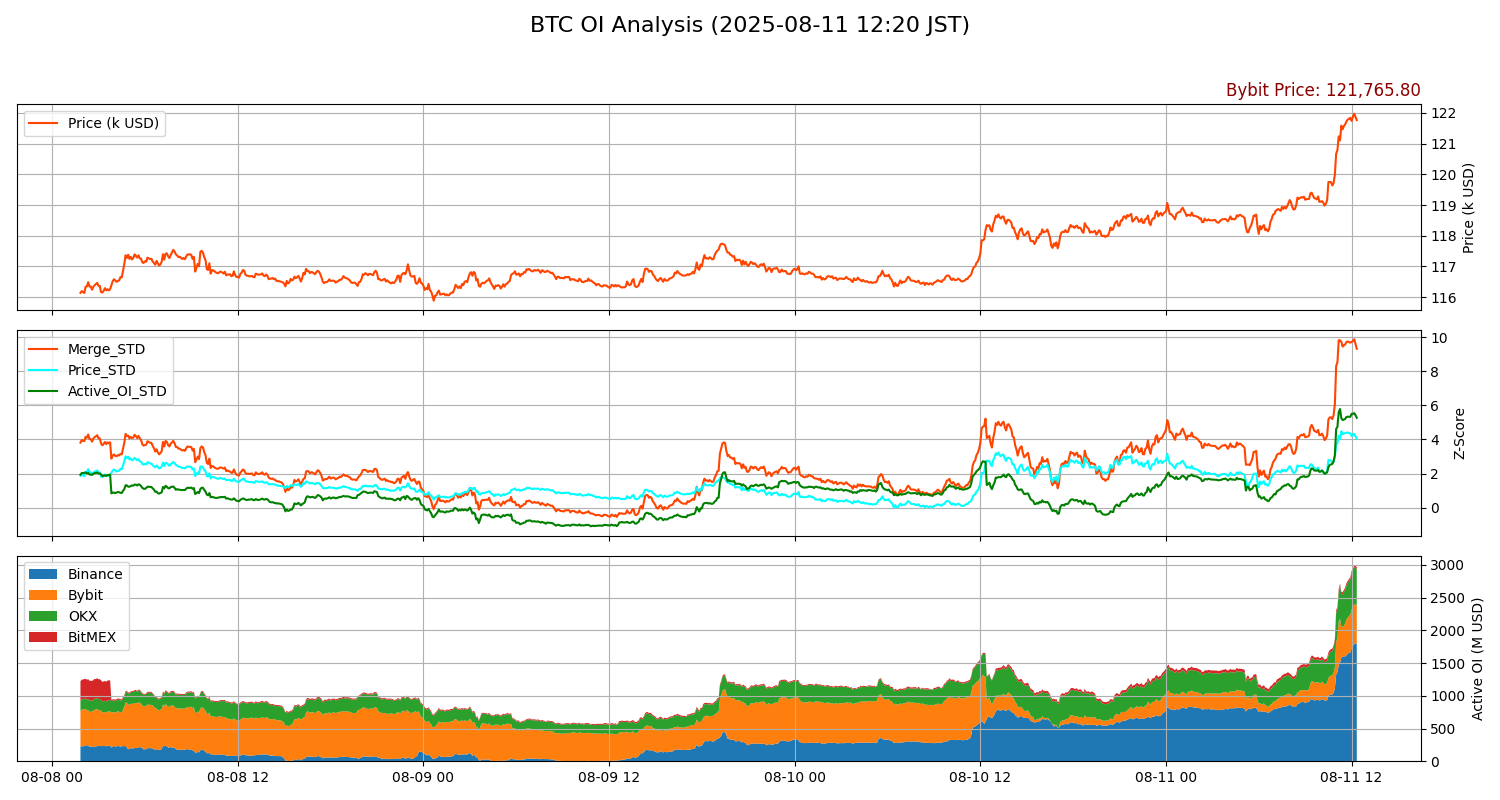 BTC OI Analysis (2025-08-11 12:20 JST)
Bybit Price: 121,765.80
Price (k USD)
122
121
120
119
118
117
116
Price (k USD)
Merge_STD
Price_STD
Active_OI_STD
10
8
6
4
2
0
Z-Score
Binance
Bybit
OKX
BitMEX
3000
2500
2000
1500
1000
500
0
Active OI (M USD)
08-08 00
08-08 12
08-09 00
08-09 12
08-10 00
08-10 12
08-11 00
08-11 12